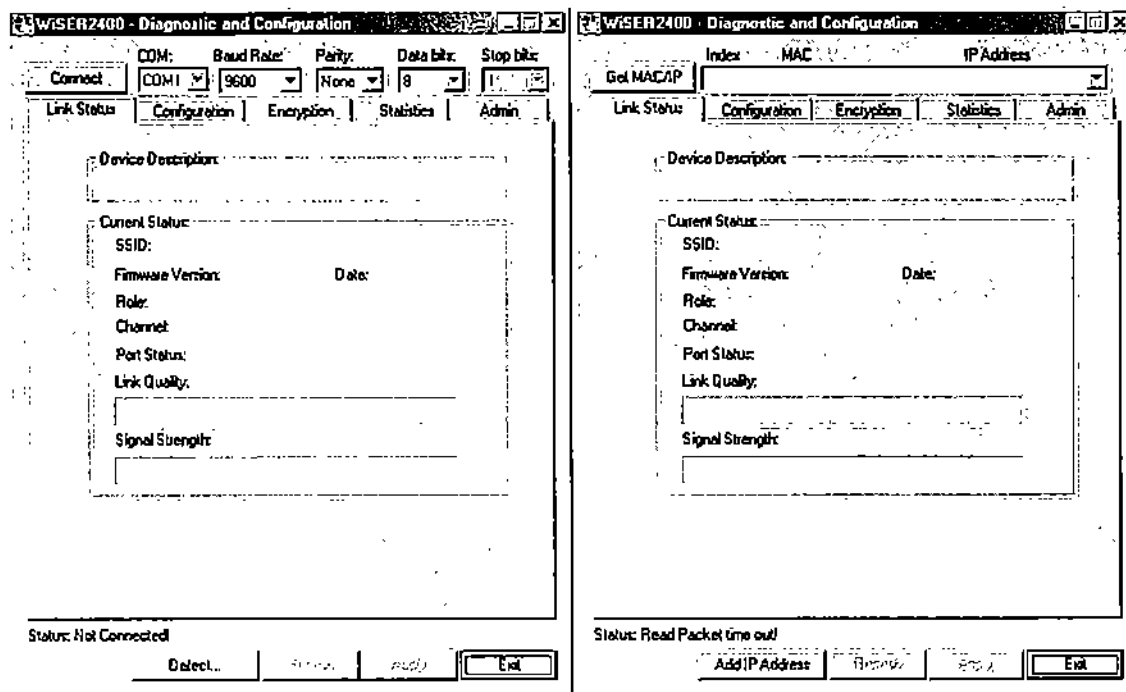 WiSER2400 - Diagnostic and Configuration
COM: Baud Rate: Parity: Data bits: Stop bits:
Connect COM1 9600 None 8 1
Link Status Configuration Encryption Statistics Admin
Device Description:
Current Status:
SSID:
Firmware Version: Date:
Role:
Channel:
Port Status:
Link Quality:
Signal Strength:
Status: Not Connected!
Detect... Apply Exit
WiSER2400 - Diagnostic and Configuration
Index MAC IP Address
Get MAC/IP
Link Status Configuration Encryption Statistics Admin
Device Description:
Current Status:
SSID:
Firmware Version: Date:
Role:
Channel:
Port Status:
Link Quality:
Signal Strength:
Status: Read Packet time out!
Add IP Address Exit